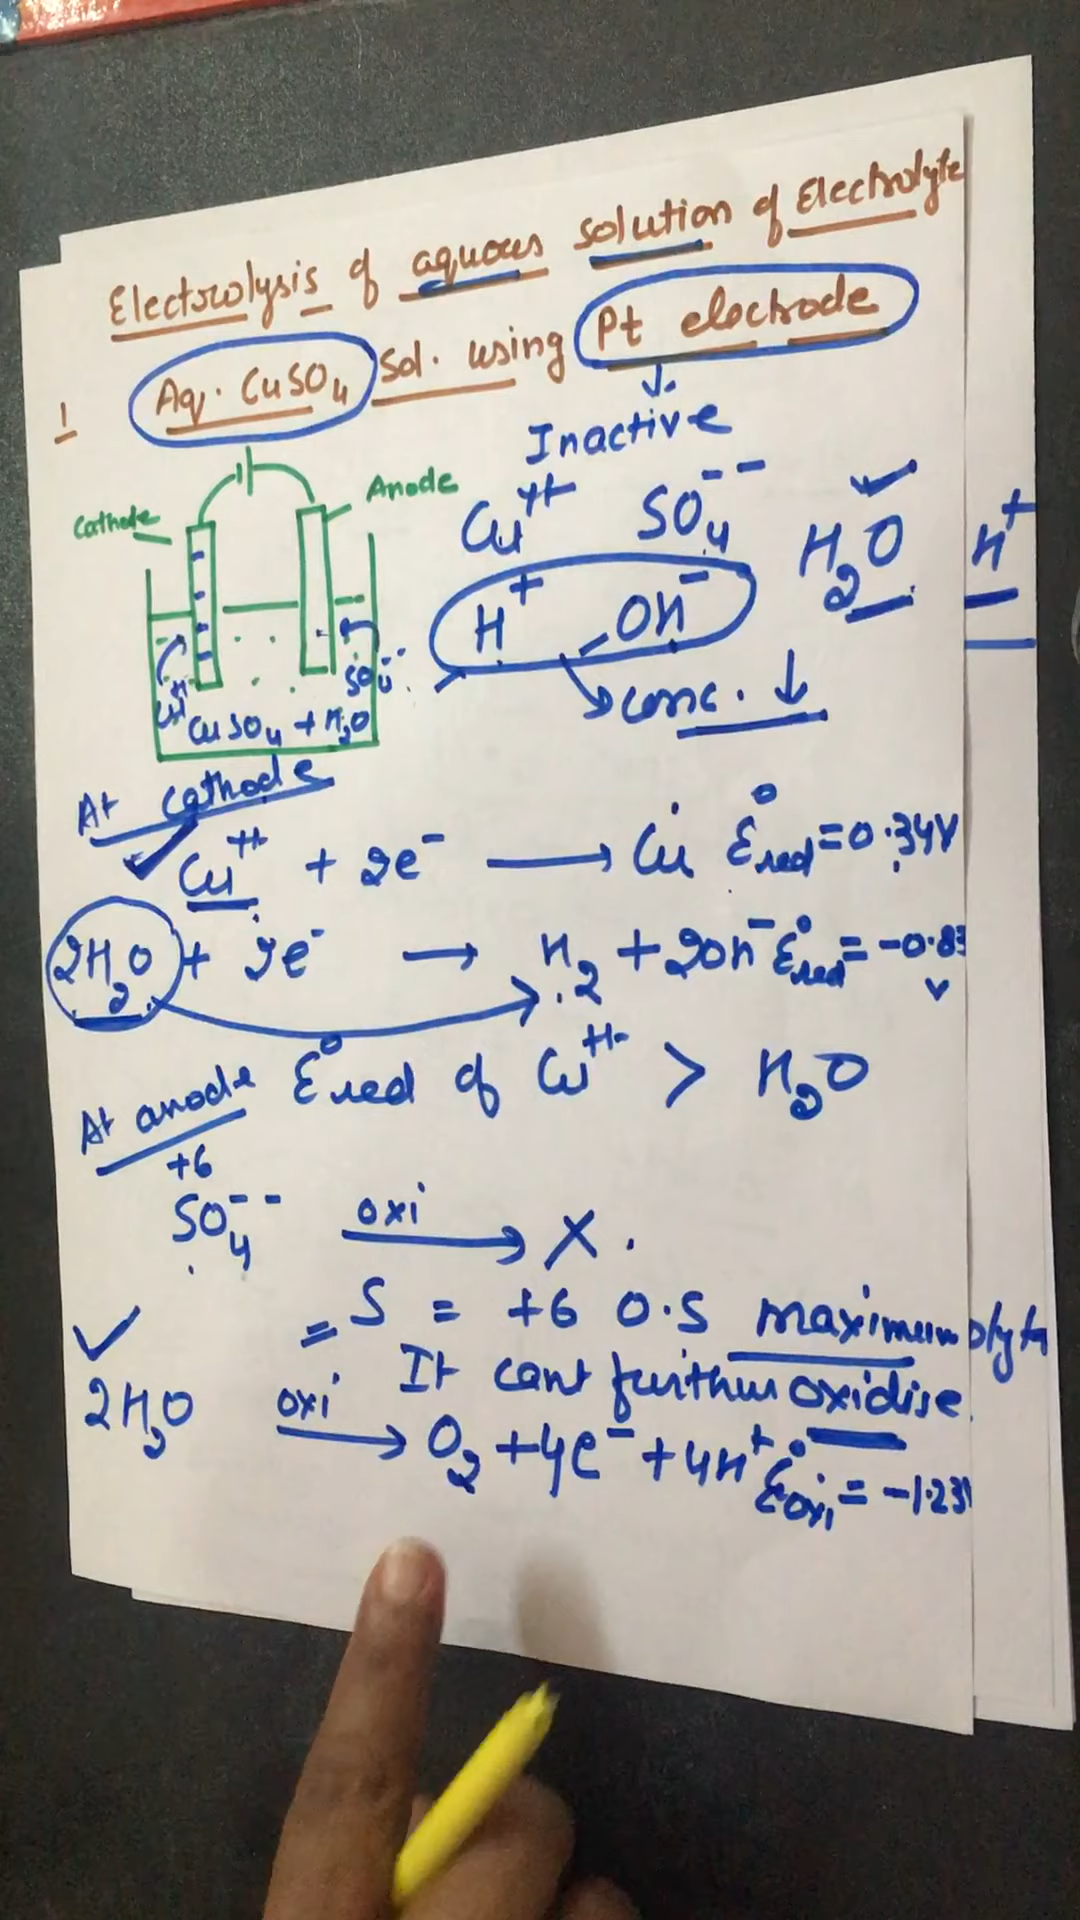 Electrolysis of aquous solution of Electrolyte
1 Aq. CuSO4 Sol. using Pt electrode
Inactive
Cathode
Anode
Cu++ SO4-- H2O H+
H+ OH-
conc. ↓
Cu++ SO4--
CuSO4 + H2O
At cathode
Cu++ + 2e- → Cu E°red = 0.34V
2H2O + 2e- → H2 + 2OH- E°red = -0.83
E°red of Cu++ > H2O
At anode
+6
SO4-- oxi → X.
= S = +6 O.S maximum
It cant further oxidise
2H2O oxi → O2 + 4e- + 4H+ E°oxi = -1.23V